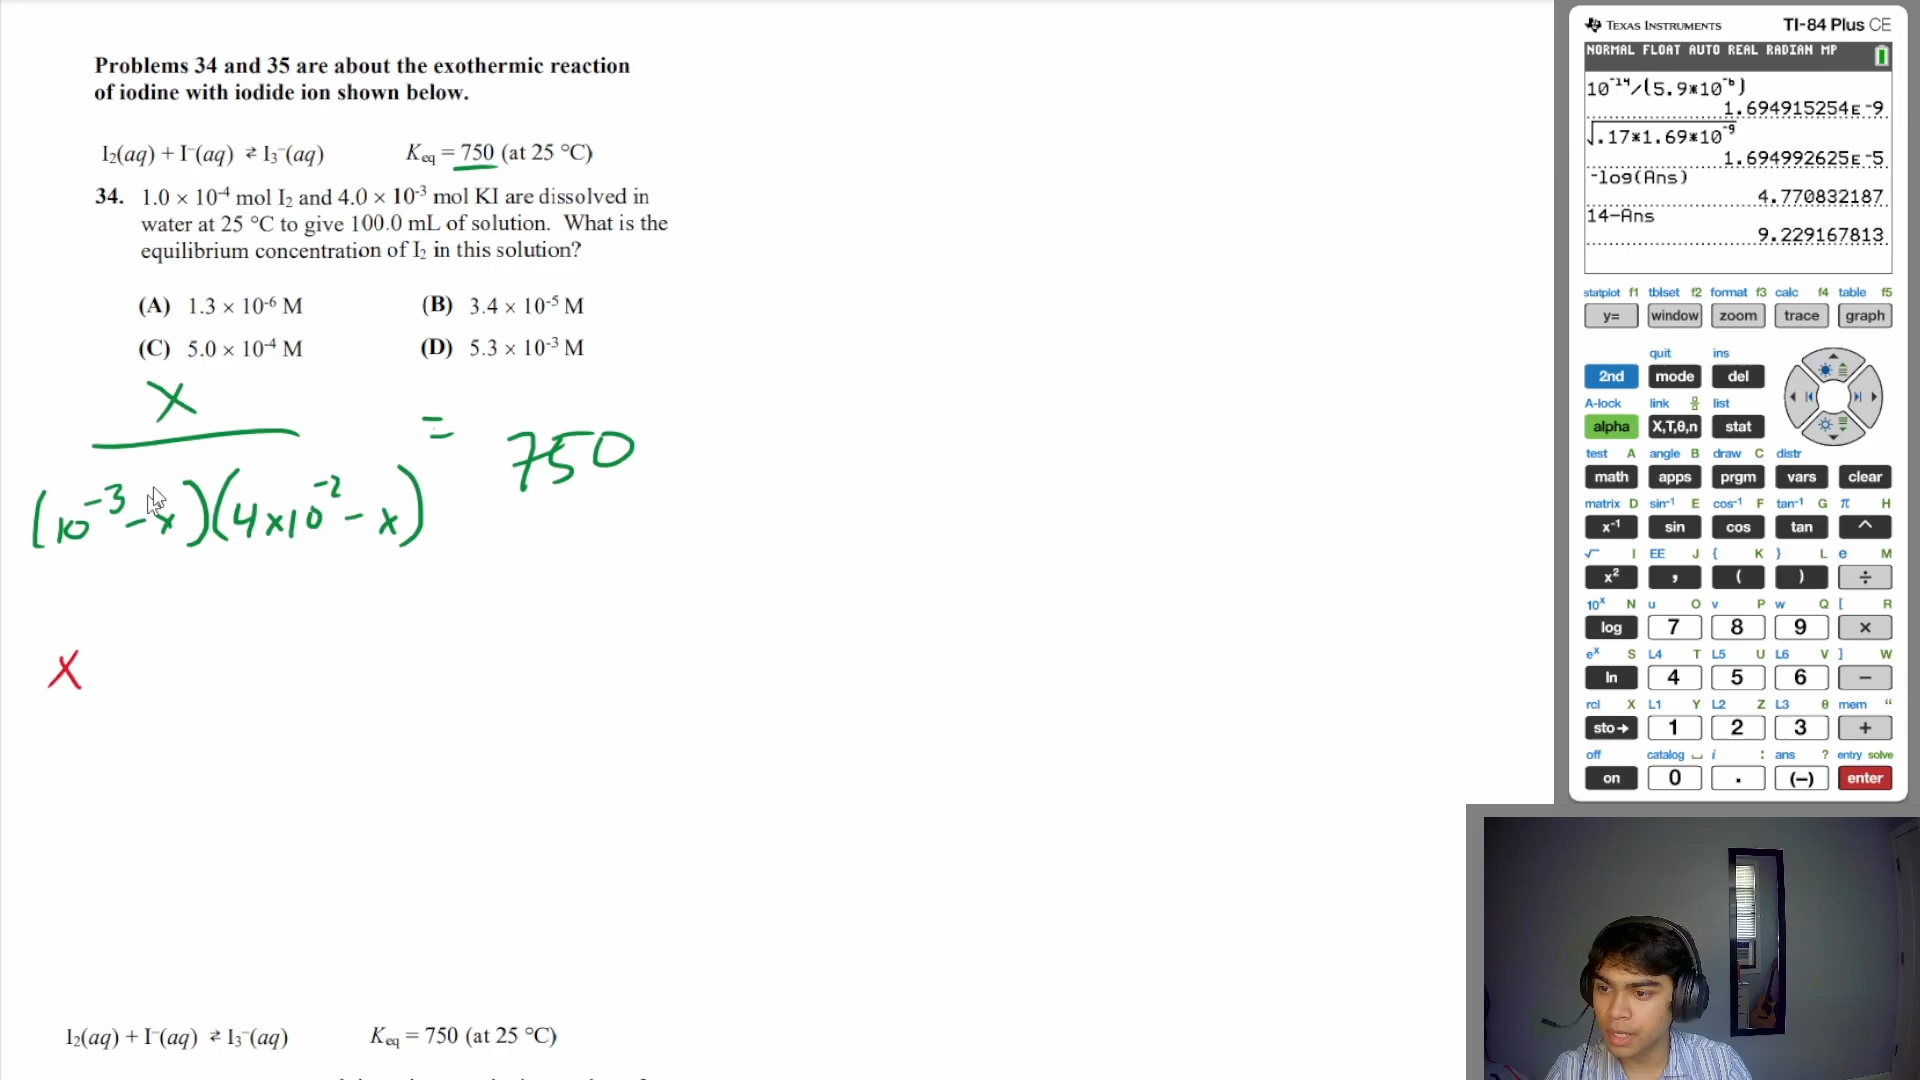 Problems 34 and 35 are about the exothermic reaction
of iodine with iodide ion shown below.
I₂(aq) + I⁻(aq) ⇄ I₃⁻(aq) Keq = 750 (at 25 °C)
34. 1.0 × 10⁻⁴ mol I₂ and 4.0 × 10⁻³ mol KI are dissolved in
water at 25 °C to give 100.0 mL of solution. What is the
equilibrium concentration of I₂ in this solution?
(A) 1.3 × 10⁻⁶ M (B) 3.4 × 10⁻⁵ M
(C) 5.0 × 10⁻⁴ M (D) 5.3 × 10⁻³ M
x
= 750
(10⁻³ - x)(4x10⁻² - x)
x
I₂(aq) + I⁻(aq) ⇄ I₃⁻(aq) Keq = 750 (at 25 °C)
TEXAS INSTRUMENTS TI-84 Plus CE
NORMAL FLOAT AUTO REAL RADIAN MP
10⁻¹⁴/(5.9*10⁻⁶)
1.694915254E-9
√.17*1.69*10⁻⁹
1.694992625E-5
-log(Ans)
4.770832187
14-Ans
9.229167813
statplot f1 tblset f2 format f3 calc f4 table f5
y= window zoom trace graph
quit ins
2nd mode del
A-lock link list
alpha X,T,θ,n stat
test A angle B draw C distr
math apps prgm vars clear
matrix D sin⁻¹ E cos⁻¹ F tan⁻¹ G π H
x⁻¹ sin cos tan ^
√ I EE J { K } L e M
x² , ( ) ÷
10ˣ N u O v P w Q [ R
log 7 8 9 ×
eˣ S L4 T L5 U L6 V ] W
ln 4 5 6 −
rcl X L1 Y L2 Z L3 θ mem “
sto→ 1 2 3 +
off catalog ⎵ i : ans ? entry solve
on 0 . (−) enter